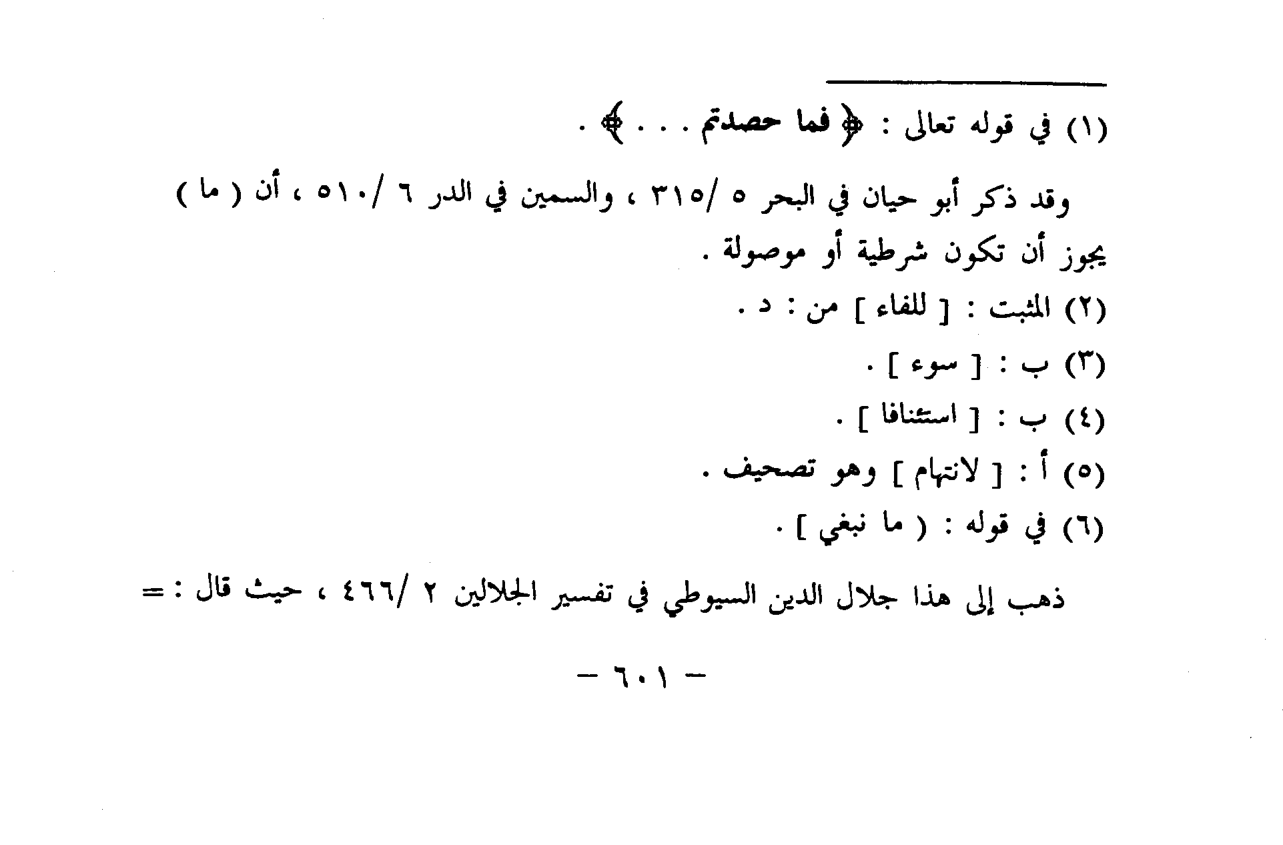 (١) في قوله تعالى : ﴿ فما حصدتم . . . ﴾ .
وقد ذكر أبو حيان في البحر ٥ /٣١٥ ، والسمين في الدر ٦ /٥١٠ ، أن ( ما )
يجوز أن تكون شرطية أو موصولة .
(٢) المثبت : [ للفاء ] من : د .
(٣) ب : [ سوء ] .
(٤) ب : [ استئنافا ] .
(٥) أ : [ لانتهام ] وهو تصحيف .
(٦) في قوله : ( ما نبغي ] .
ذهب إلى هذا جلال الدين السيوطي في تفسير الجلالين ٢ /٤٦٦ ، حيث قال : =
– ٦٠١ –